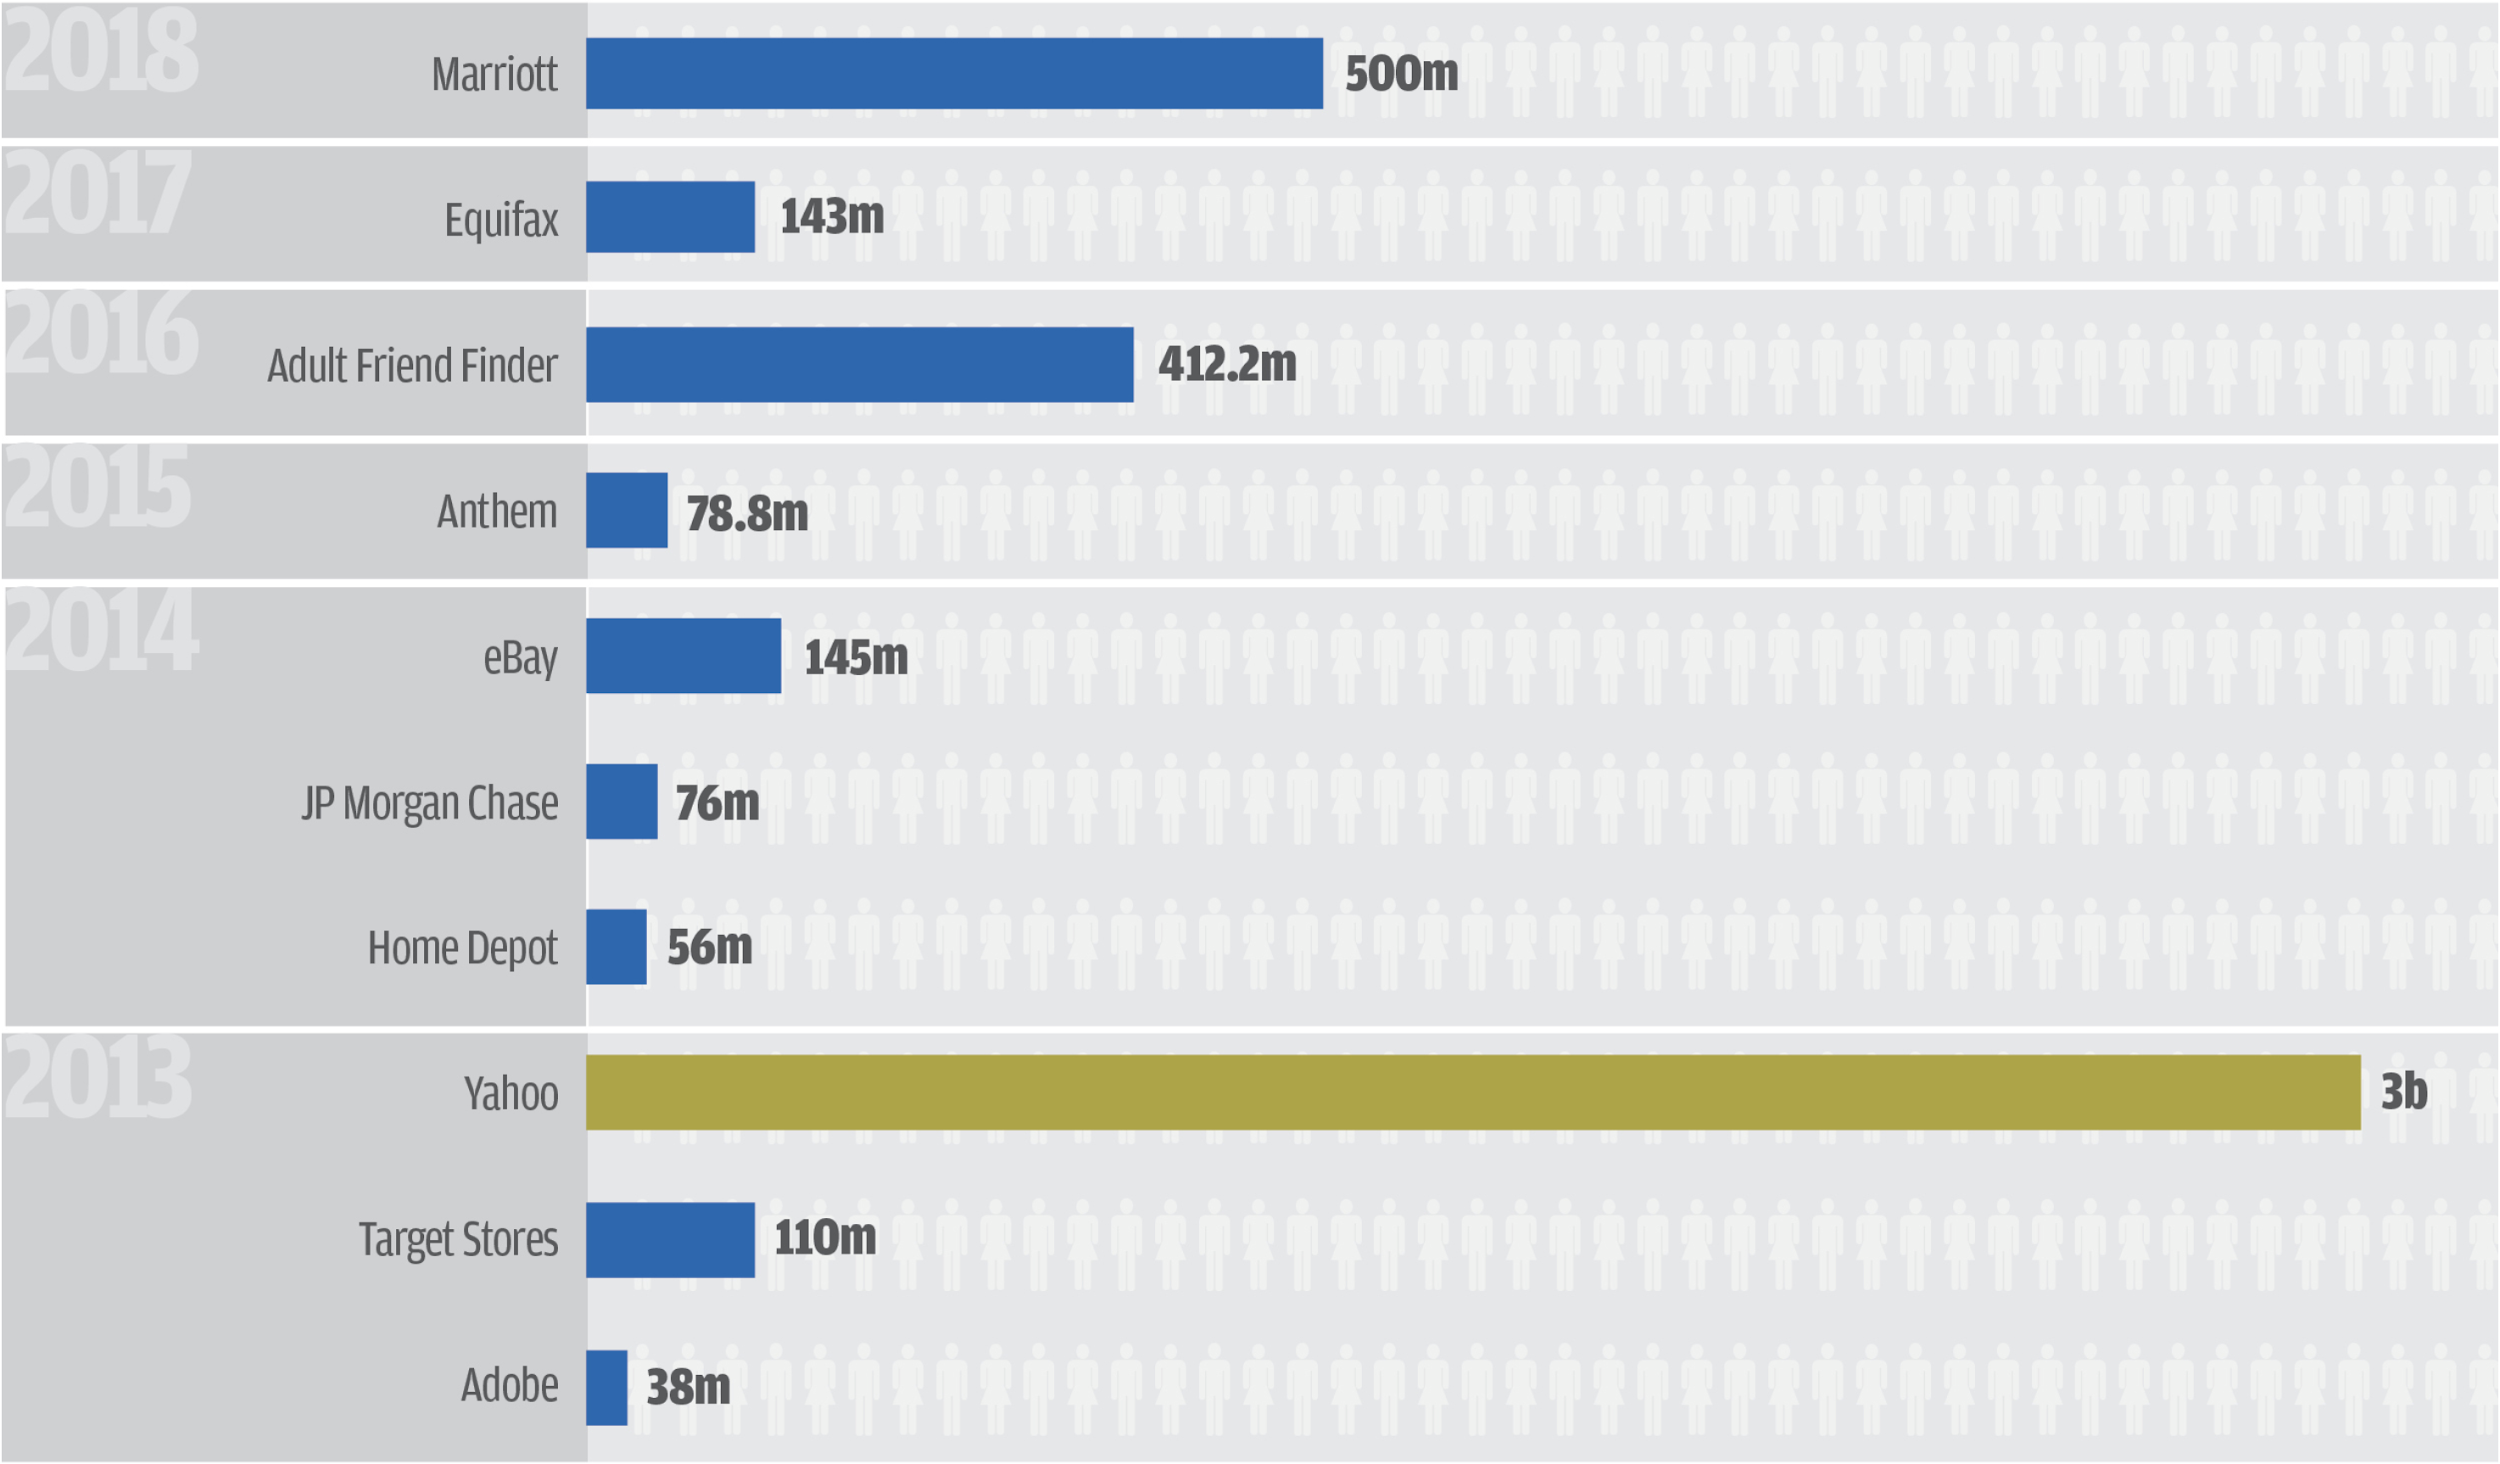 2018
Marriott 500m
2017
Equifax 143m
2016
Adult Friend Finder 412.2m
2015
Anthem 78.8m
2014
eBay 145m
JP Morgan Chase 76m
Home Depot 56m
2013
Yahoo 3b
Target Stores 110m
Adobe 38m